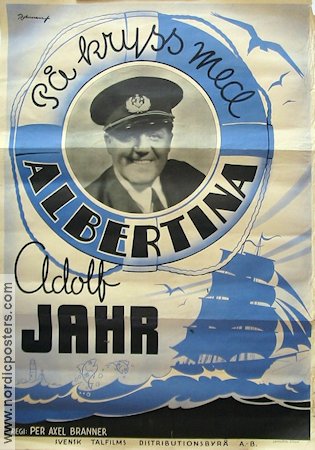 På kryss med
ALBERTINA
Adolf
JAHR
REGI: PER AXEL BRANNER
SVENSK TALFILMS DISTRIBUTIONSBYRÅ A.-B.
www.nordicposters.com